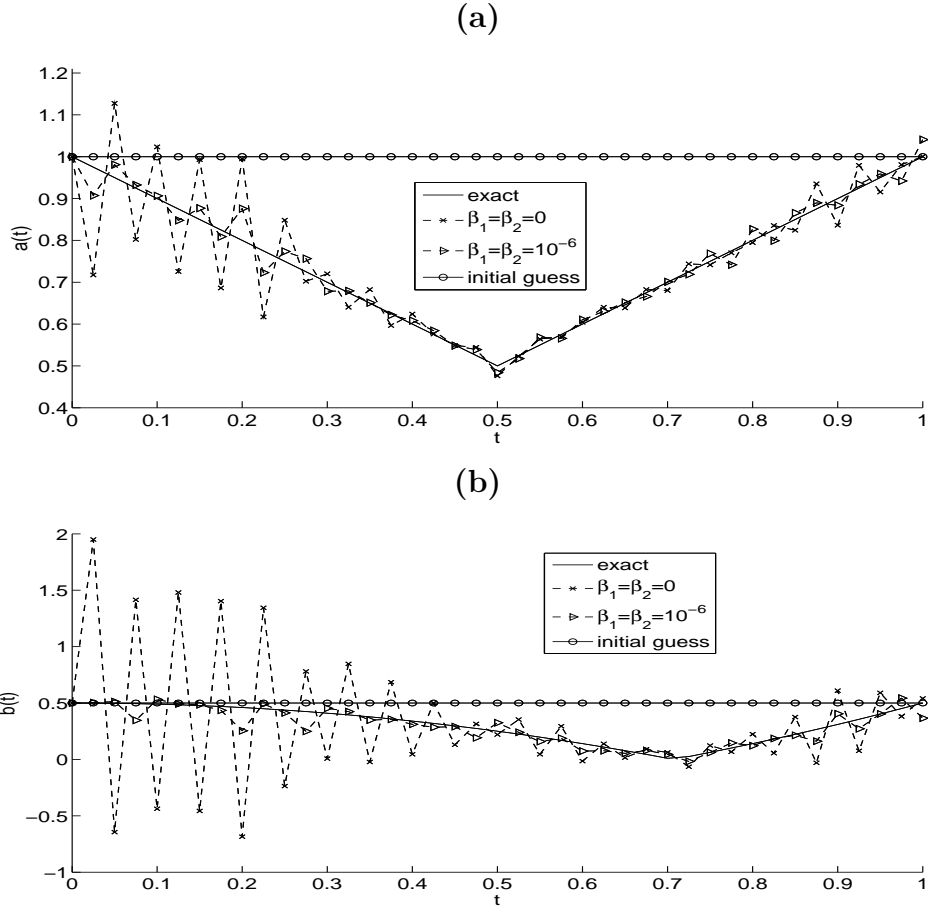 (a)
1.2
1.1
1
0.9
0.8
0.7
0.6
0.5
0.4
a(t)
exact
β₁=β₂=0
β₁=β₂=10⁻⁶
initial guess
0 0.1 0.2 0.3 0.4 0.5 0.6 0.7 0.8 0.9 1
t
(b)
2
1.5
1
0.5
0
−0.5
−1
b(t)
exact
β₁=β₂=0
β₁=β₂=10⁻⁶
initial guess
0 0.1 0.2 0.3 0.4 0.5 0.6 0.7 0.8 0.9 1
t